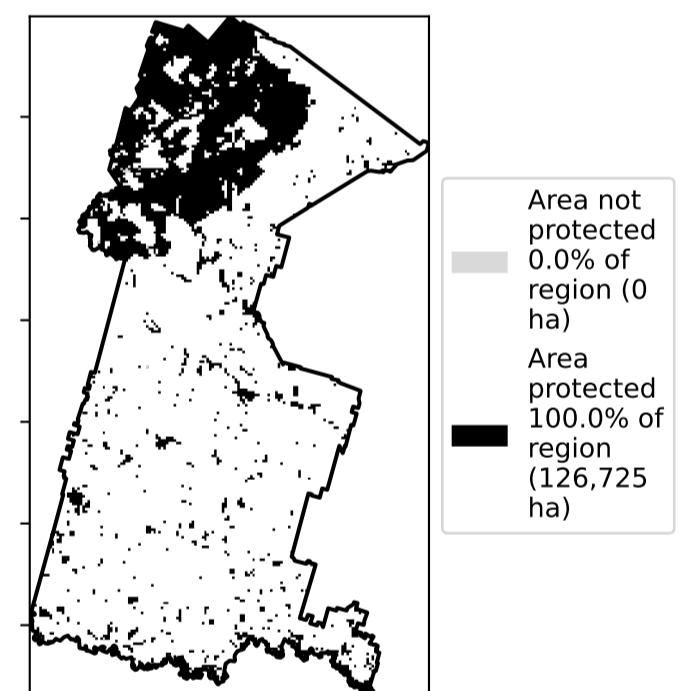 Area not
protected
0.0% of
region (0
ha)
Area
protected
100.0% of
region
(126,725
ha)